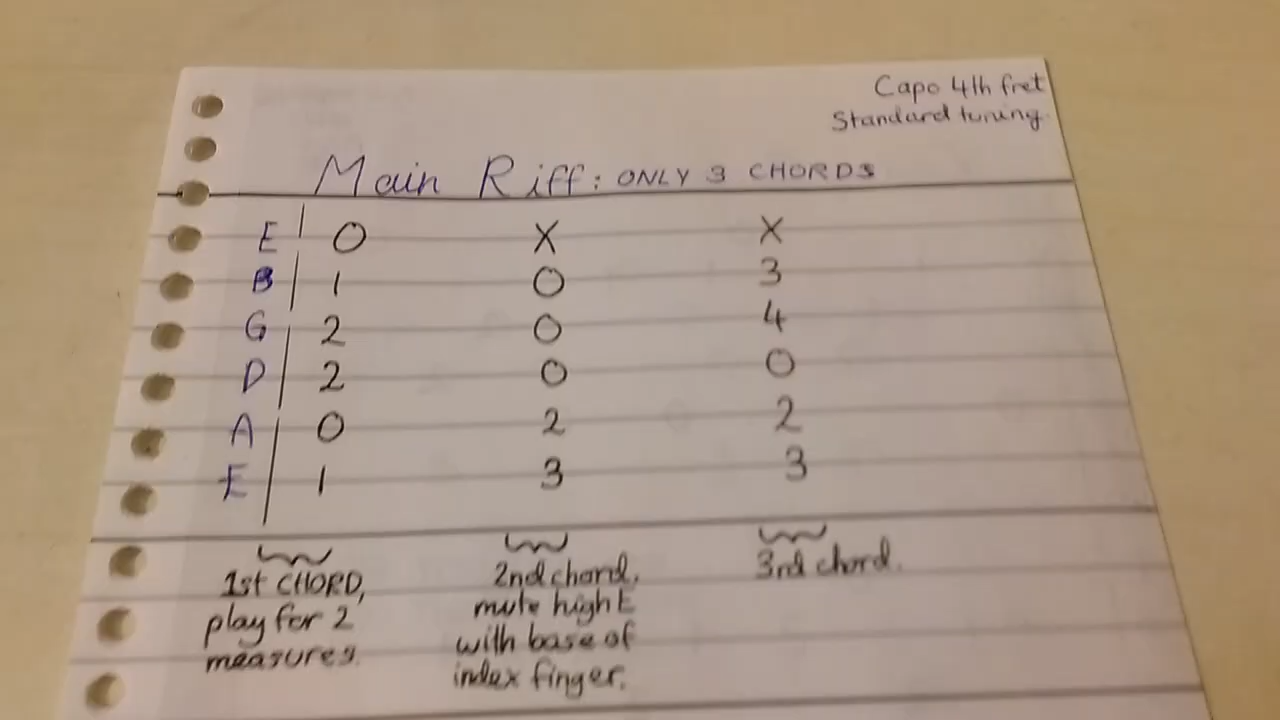 Capo 4th fret
Standard tuning.
Main Riff: ONLY 3 CHORDS
E | 0 X X
B | 1 0 3
G | 2 0 4
D | 2 0 0
A | 0 2 2
E | 1 3 3
1st CHORD,
play for 2
measures.
2nd chord,
mute high E
with base of
index finger.
3rd chord.